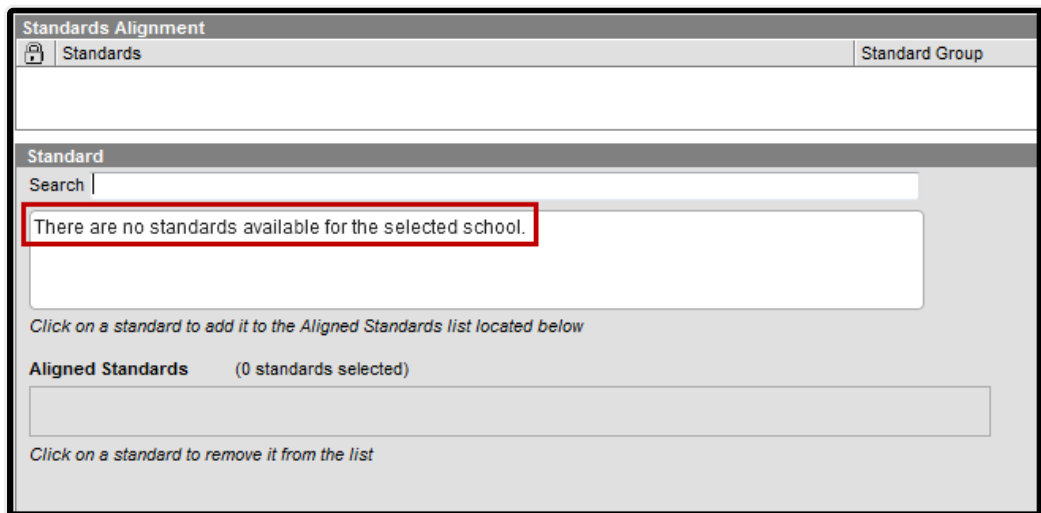 Standards Alignment
Standards Standard Group
Standard
Search
There are no standards available for the selected school.
Click on a standard to add it to the Aligned Standards list located below
Aligned Standards (0 standards selected)
Click on a standard to remove it from the list